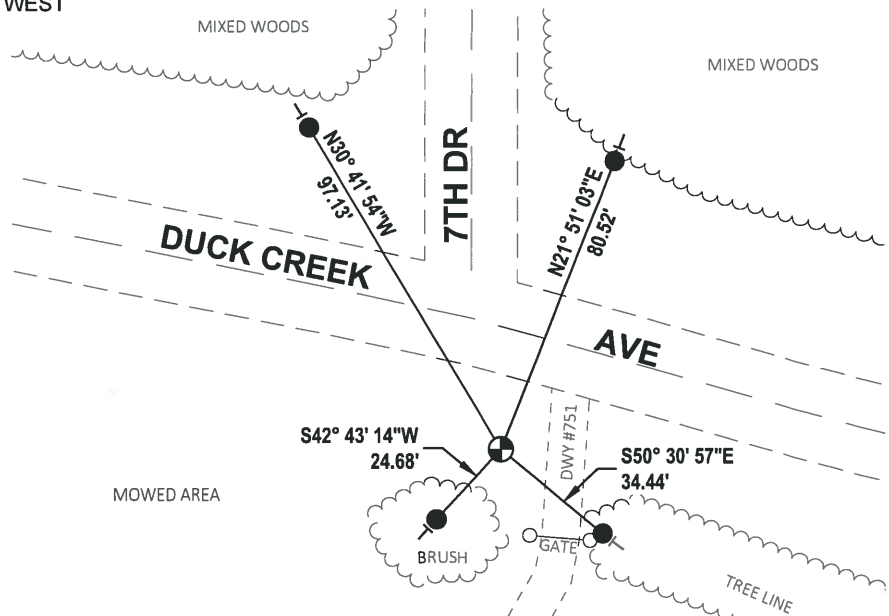 WEST
MIXED WOODS
MIXED WOODS
N30° 41' 54"W
97.13'
7TH DR
N21° 51' 03"E
80.52'
DUCK CREEK
AVE
DWY #751
S42° 43' 14"W
24.68'
S50° 30' 57"E
34.44'
MOWED AREA
BRUSH
GATE
TREE LINE